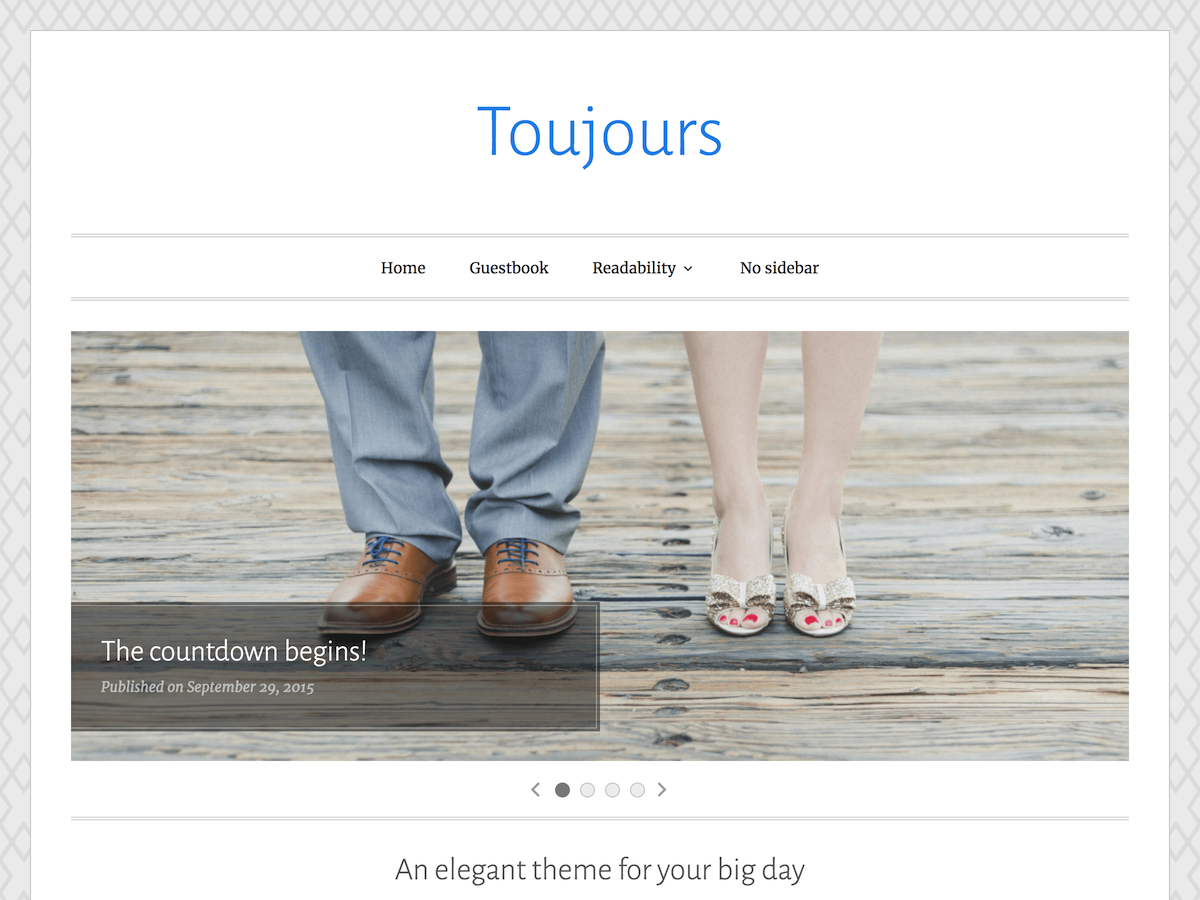 Toujours
Home Guestbook Readability No sidebar
The countdown begins!
Published on September 29, 2015
An elegant theme for your big day